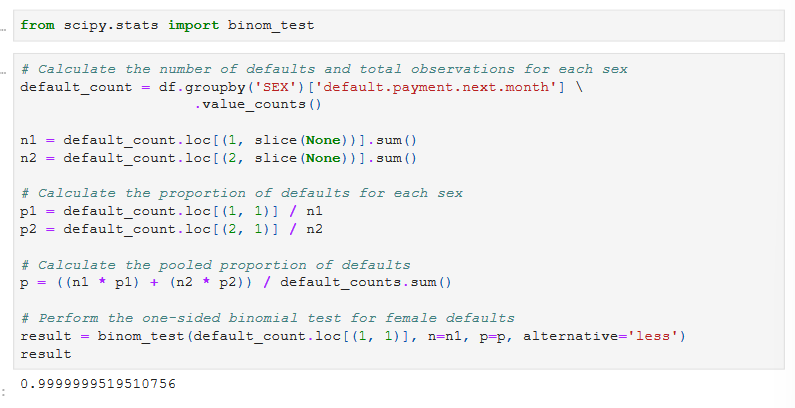 from scipy.stats import binom_test
# Calculate the number of defaults and total observations for each sex
default_count = df.groupby('SEX')['default.payment.next.month'] \
.value_counts()
n1 = default_count.loc[(1, slice(None))].sum()
n2 = default_count.loc[(2, slice(None))].sum()
# Calculate the proportion of defaults for each sex
p1 = default_count.loc[(1, 1)] / n1
p2 = default_count.loc[(2, 1)] / n2
# Calculate the pooled proportion of defaults
p = ((n1 * p1) + (n2 * p2)) / default_counts.sum()
# Perform the one-sided binomial test for female defaults
result = binom_test(default_count.loc[(1, 1)], n=n1, p=p, alternative='less')
result
0.9999999519510756